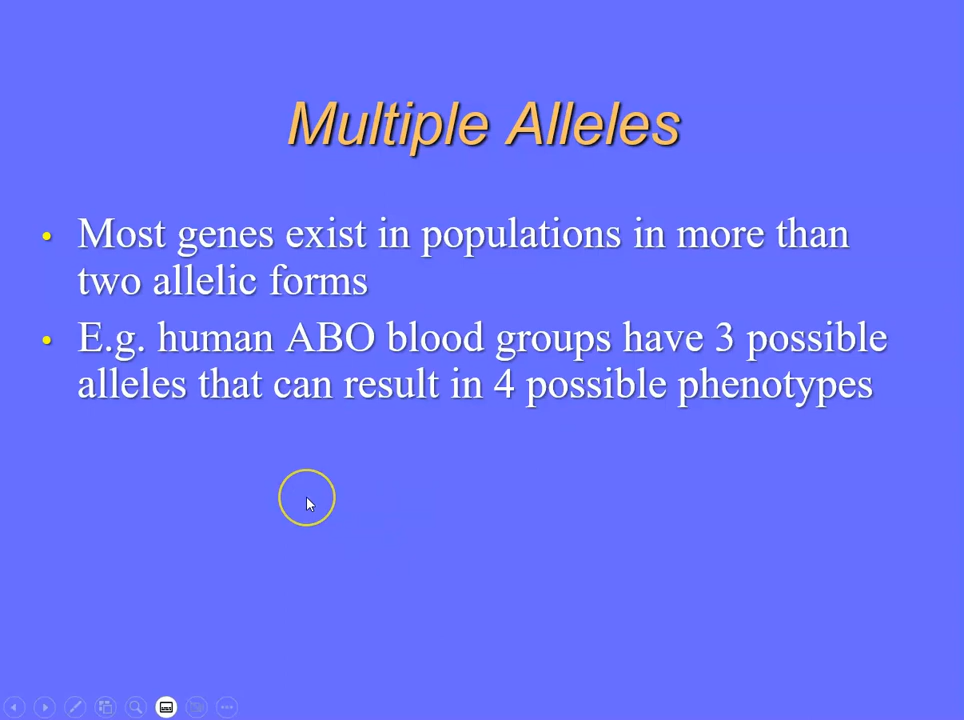 Multiple Alleles
• Most genes exist in populations in more than
two allelic forms
• E.g. human ABO blood groups have 3 possible
alleles that can result in 4 possible phenotypes